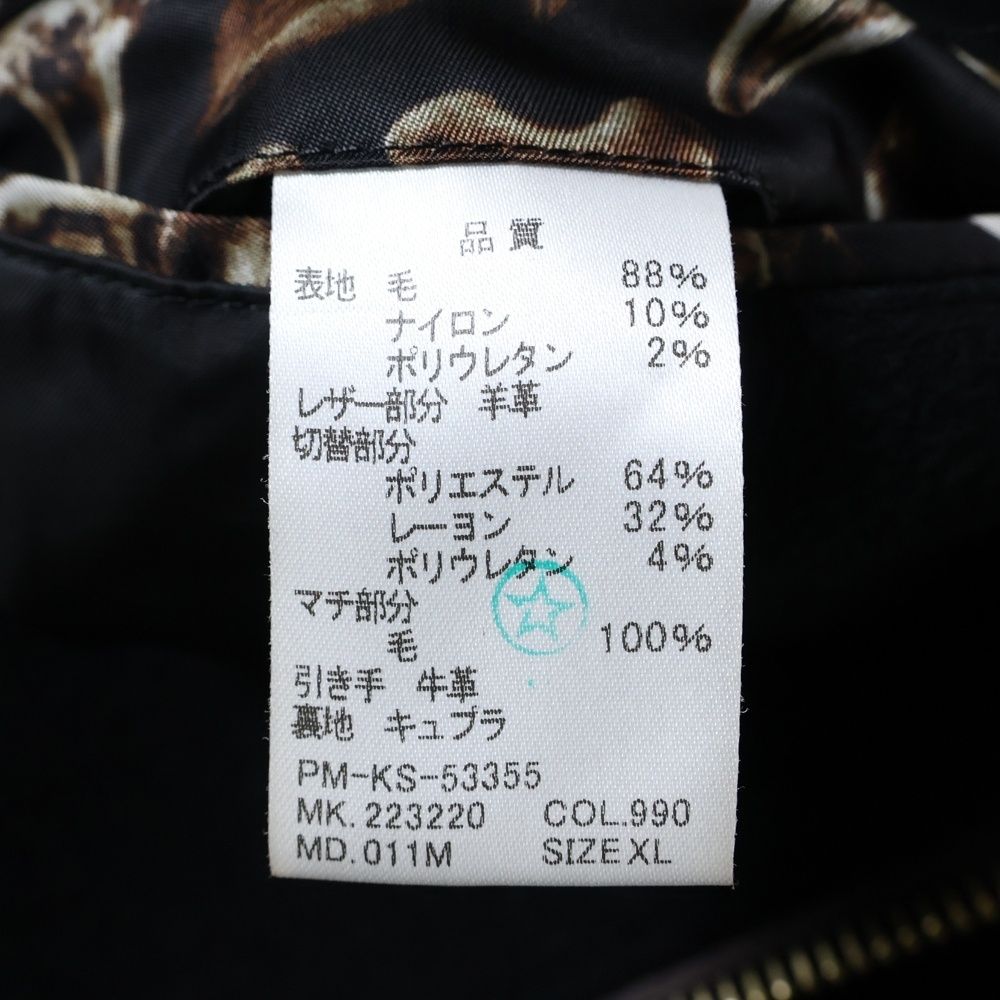 品質
表地 毛 88%
ナイロン 10%
ポリウレタン 2%
レザー部分 羊革
切替部分
ポリエステル 64%
レーヨン 32%
ポリウレタン 4%
マチ部分
毛 100%
引き手 牛革
裏地 キュプラ
PM-KS-53355
MK.223220 COL.990
MD.011M SIZE XL